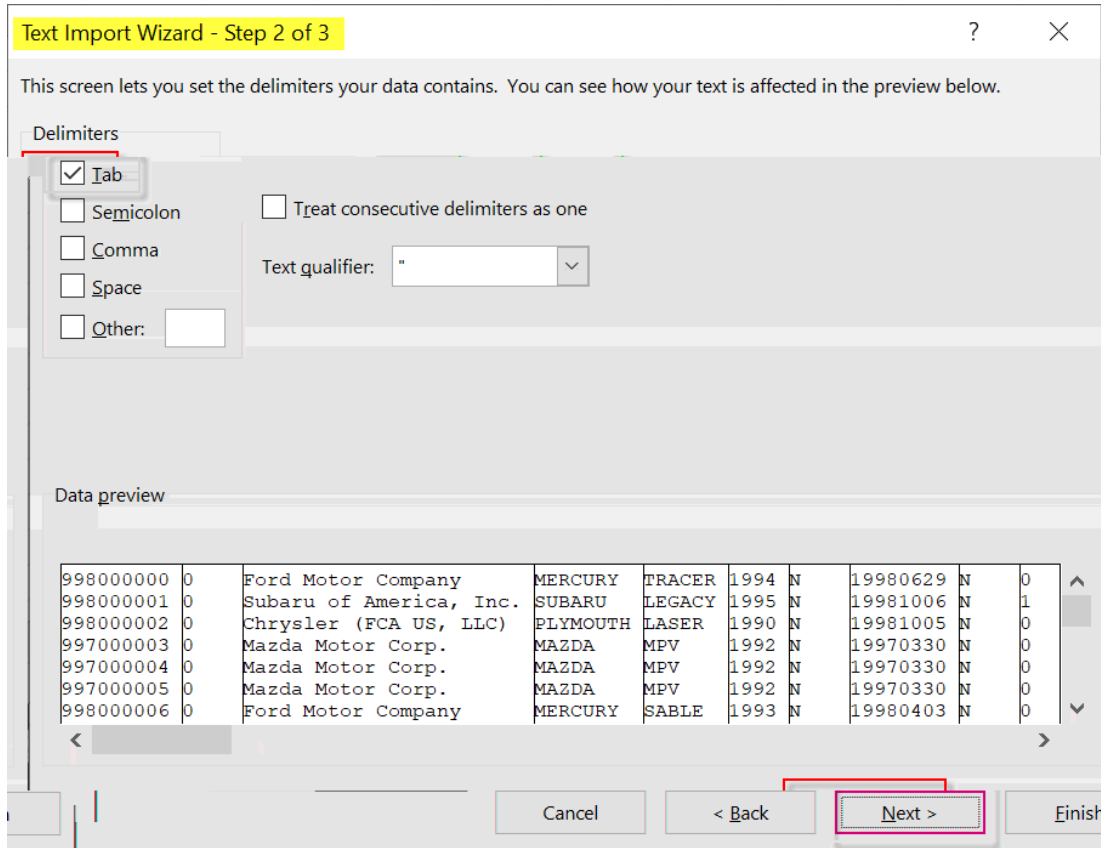 Text Import Wizard - Step 2 of 3
This screen lets you set the delimiters your data contains. You can see how your text is affected in the preview below.
Delimiters
Tab
Semicolon
Comma
Space
Other:
Treat consecutive delimiters as one
Text qualifier: "
Data preview
998000000 0 Ford Motor Company MERCURY TRACER 1994 N 19980629 N 0
998000001 0 Subaru of America, Inc. SUBARU LEGACY 1995 N 19981006 N 1
998000002 0 Chrysler (FCA US, LLC) PLYMOUTH LASER 1990 N 19981005 N 0
997000003 0 Mazda Motor Corp. MAZDA MPV 1992 N 19970330 N 0
997000004 0 Mazda Motor Corp. MAZDA MPV 1992 N 19970330 N 0
997000005 0 Mazda Motor Corp. MAZDA MPV 1992 N 19970330 N 0
998000006 0 Ford Motor Company MERCURY SABLE 1993 N 19980403 N 0
Cancel < Back Next > Finish